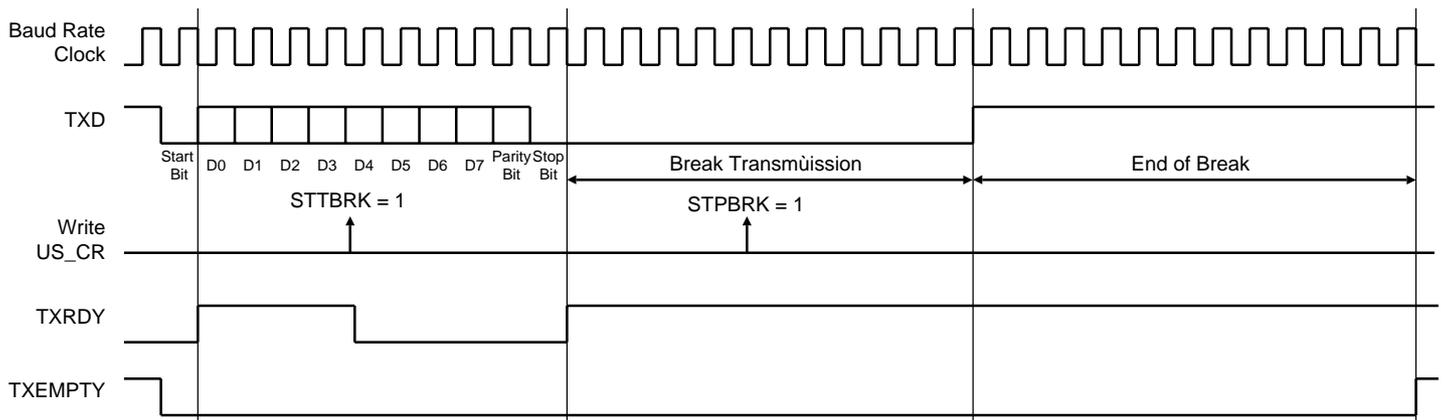 Baud Rate
Clock
TXD
Start
Bit
D0 D1 D2 D3 D4 D5 D6 D7
Parity
Bit
Stop
Bit
Break Transmùission
End of Break
STTBRK = 1
STPBRK = 1
Write
US_CR
TXRDY
TXEMPTY